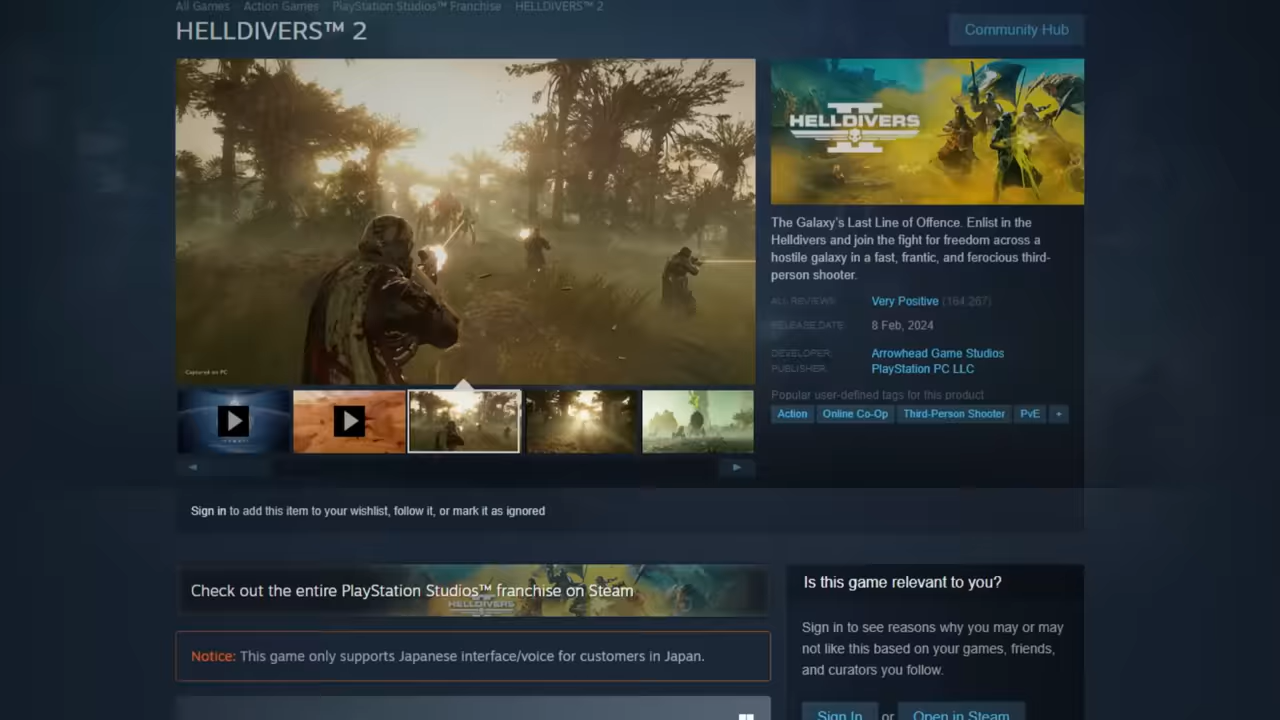 All Games · Action Games · PlayStation Studios™ Franchise · HELLDIVERS™ 2
HELLDIVERS™ 2
Community Hub
HELLDIVERS
II
The Galaxy's Last Line of Offence. Enlist in the
Helldivers and join the fight for freedom across a
hostile galaxy in a fast, frantic, and ferocious third-
person shooter.
ALL REVIEWS: Very Positive (164,267)
RELEASE DATE: 8 Feb, 2024
DEVELOPER: Arrowhead Game Studios
PUBLISHER: PlayStation PC LLC
Popular user-defined tags for this product
Action Online Co-Op Third-Person Shooter PvE +
Captured on PC
Sign in to add this item to your wishlist, follow it, or mark it as ignored
Check out the entire PlayStation Studios™ franchise on Steam
HELLDIVERS
Is this game relevant to you?
Sign in to see reasons why you may or may
not like this based on your games, friends,
and curators you follow.
Sign In or Open in Steam
Notice: This game only supports Japanese interface/voice for customers in Japan.